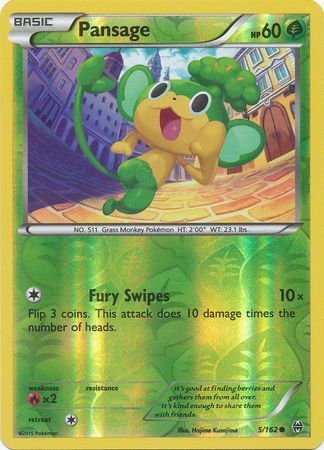 BASIC
Pansage
HP 60
NO. 511 Grass Monkey Pokémon HT: 2'00" WT: 23.1 lbs.
Fury Swipes 10×
Flip 3 coins. This attack does 10 damage times the
number of heads.
weakness
×2
resistance
retreat
It's good at finding berries and
gathers them from all over.
It's kind enough to share them
with friends.
Illus. Hajime Kusajima
5/162
©2015 Pokémon